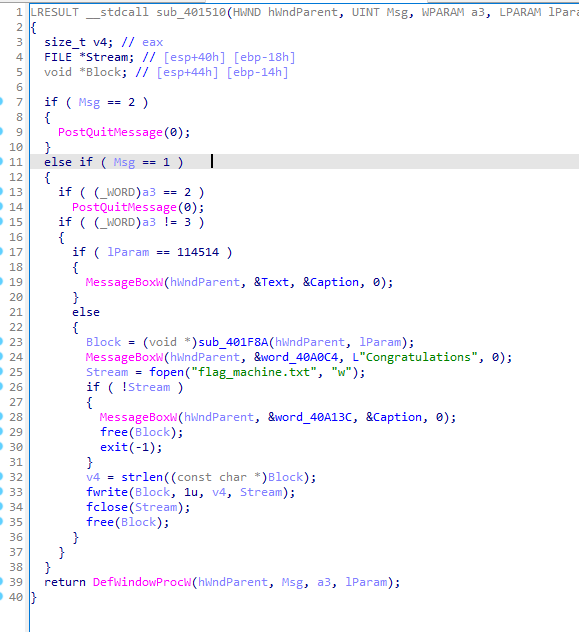 1 LRESULT __stdcall sub_401510(HWND hWndParent, UINT Msg, WPARAM a3, LPARAM lPara
2 {
3   size_t v4; // eax
4   FILE *Stream; // [esp+40h] [ebp-18h]
5   void *Block; // [esp+44h] [ebp-14h]
6
7   if ( Msg == 2 )
8   {
9     PostQuitMessage(0);
10   }
11   else if ( Msg == 1 )
12   {
13     if ( (_WORD)a3 == 2 )
14       PostQuitMessage(0);
15     if ( (_WORD)a3 != 3 )
16     {
17       if ( lParam == 114514 )
18       {
19         MessageBoxW(hWndParent, &Text, &Caption, 0);
20       }
21       else
22       {
23         Block = (void *)sub_401F8A(hWndParent, lParam);
24         MessageBoxW(hWndParent, &word_40A0C4, L"Congratulations", 0);
25         Stream = fopen("flag_machine.txt", "w");
26         if ( !Stream )
27         {
28           MessageBoxW(hWndParent, &word_40A13C, &Caption, 0);
29           free(Block);
30           exit(-1);
31         }
32         v4 = strlen((const char *)Block);
33         fwrite(Block, 1u, v4, Stream);
34         fclose(Stream);
35         free(Block);
36       }
37     }
38   }
39   return DefWindowProcW(hWndParent, Msg, a3, lParam);
40 }